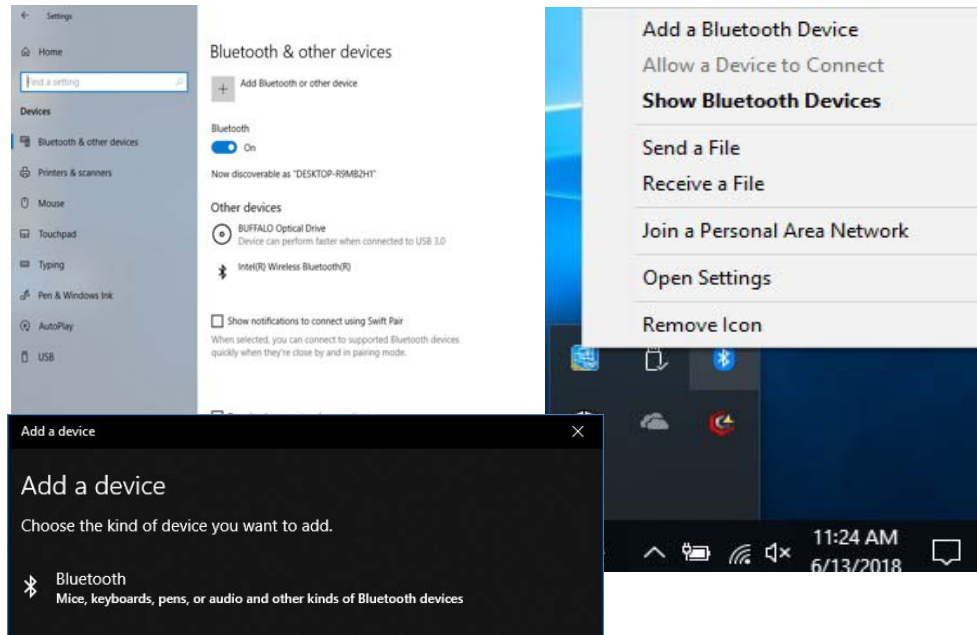 Settings
Home
Find a setting
Devices
Bluetooth & other devices
Printers & scanners
Mouse
Touchpad
Typing
Pen & Windows Ink
AutoPlay
USB
Bluetooth & other devices
Add Bluetooth or other device
Bluetooth
On
Now discoverable as "DESKTOP-R9MB2H1"
Other devices
BUFFALO Optical Drive
Device can perform faster when connected to USB 3.0
Intel(R) Wireless Bluetooth(R)
Show notifications to connect using Swift Pair
When selected, you can connect to supported Bluetooth devices
quickly when they're close by and in pairing mode.
Add a Bluetooth Device
Allow a Device to Connect
Show Bluetooth Devices
Send a File
Receive a File
Join a Personal Area Network
Open Settings
Remove Icon
11:24 AM
6/13/2018
Add a device
Add a device
Choose the kind of device you want to add.
Bluetooth
Mice, keyboards, pens, or audio and other kinds of Bluetooth devices